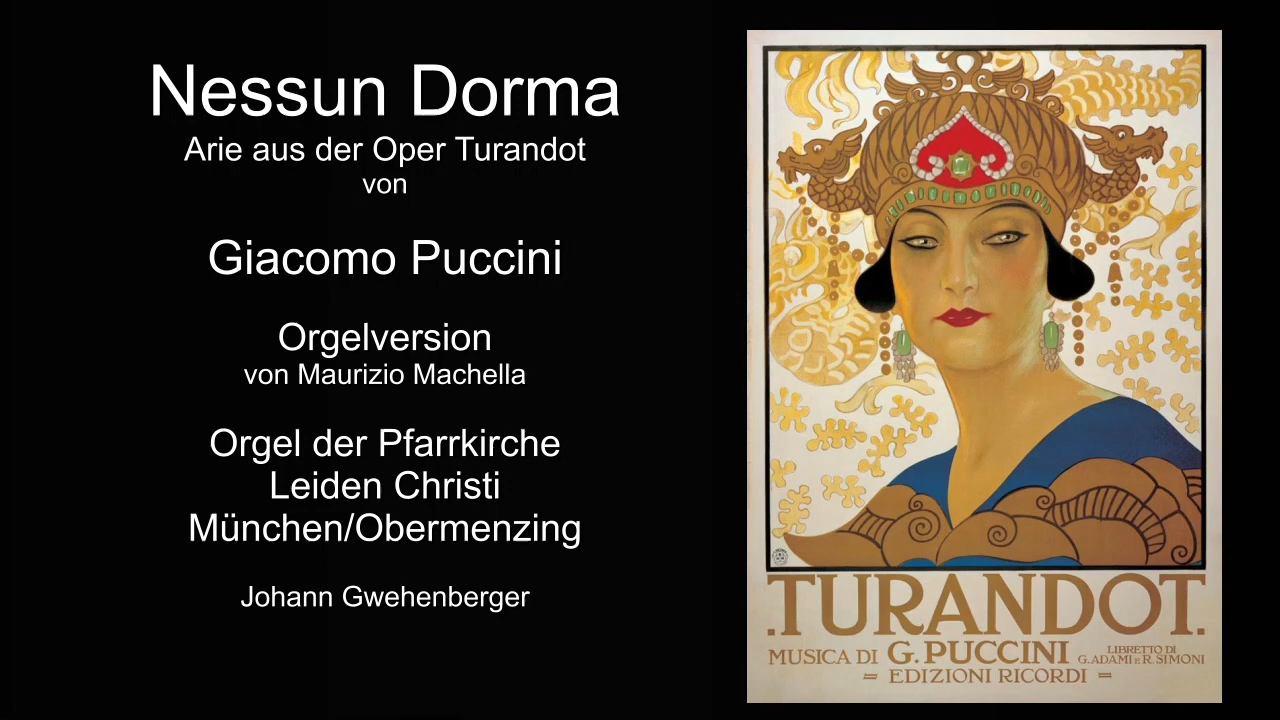 Nessun Dorma
Arie aus der Oper Turandot
von
Giacomo Puccini
Orgelversion
von Maurizio Machella
Orgel der Pfarrkirche
Leiden Christi
München/Obermenzing
Johann Gwehenberger
.TURANDOT.
MUSICA DI G. PUCCINI LIBRETTO DI
G. ADAMI E R. SIMONI
= EDIZIONI RICORDI =